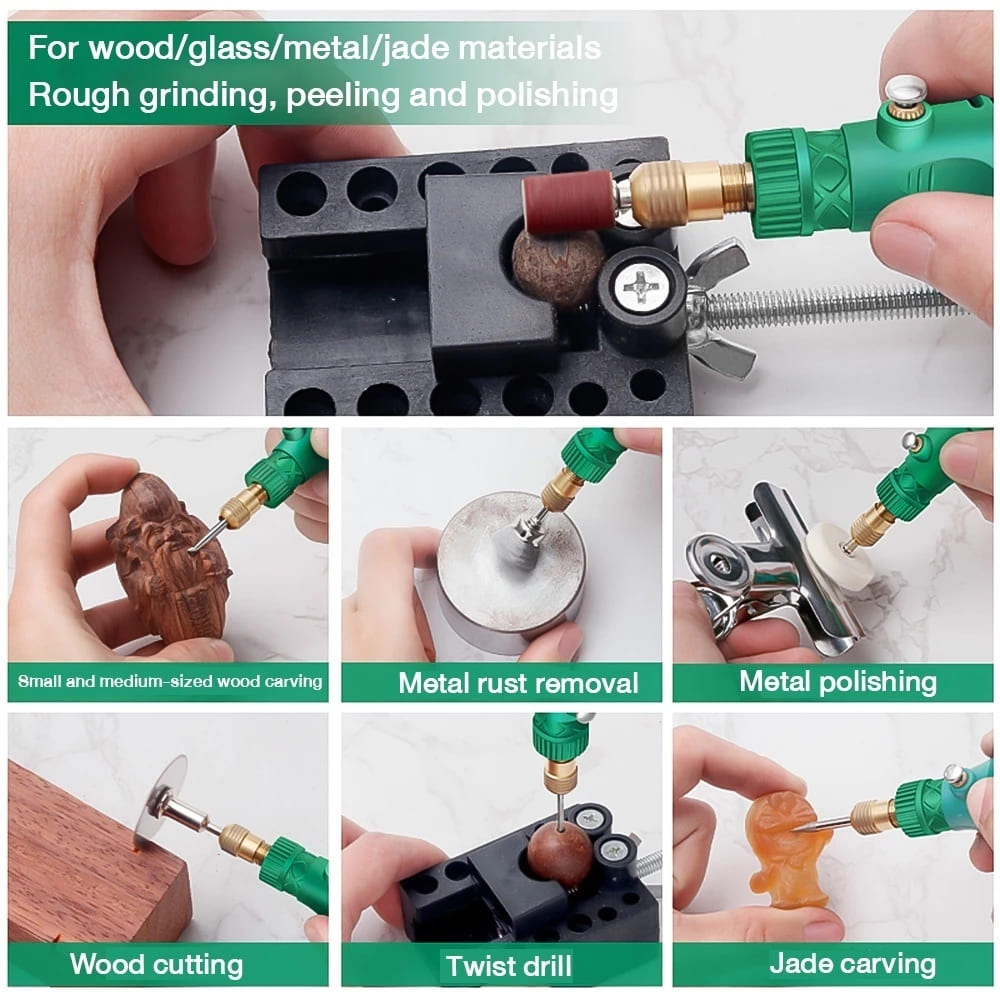 For wood/glass/metal/jade materials
Rough grinding, peeling and polishing
Small and medium-sized wood carving
Metal rust removal
Metal polishing
Wood cutting
Twist drill
Jade carving